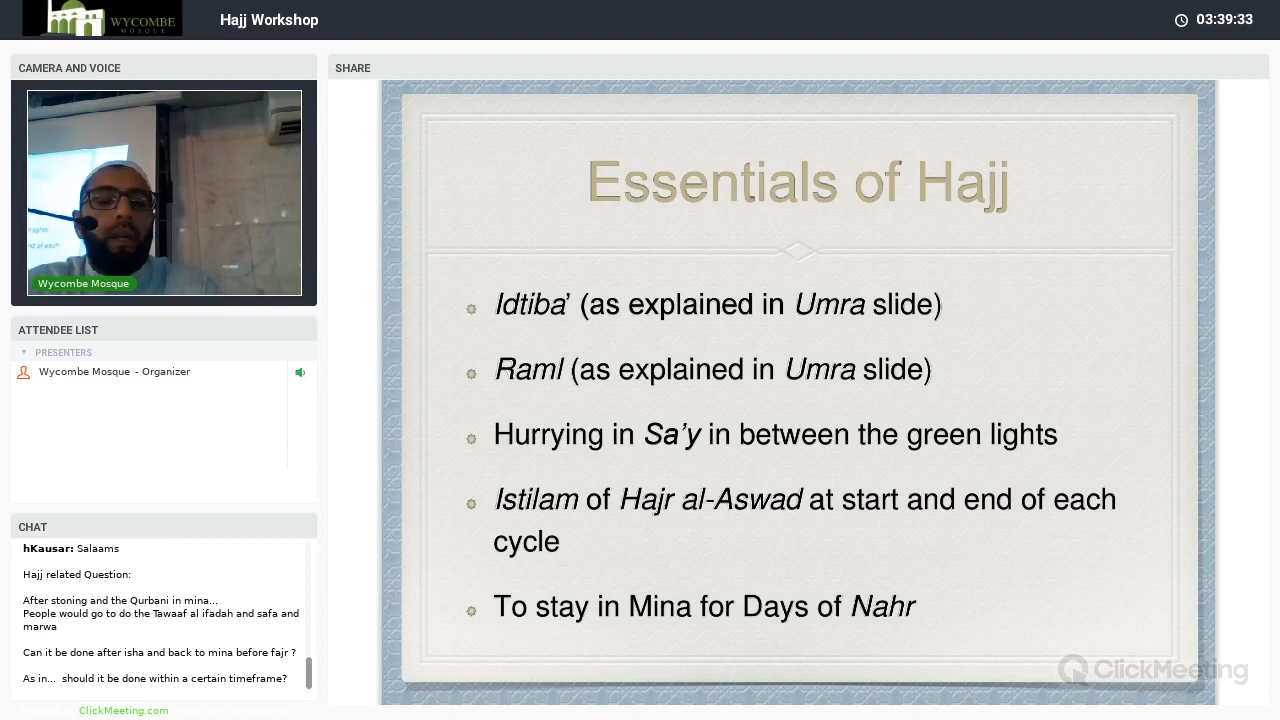 WYCOMBE
MOSQUE
Hajj Workshop
03:39:33
CAMERA AND VOICE
Wycombe Mosque
ATTENDEE LIST
PRESENTERS
Wycombe Mosque - Organizer
CHAT
hKausar: Salaams
Hajj related Question:
After stoning and the Qurbani in mina...
People would go to do the Tawaaf al ifadah and safa and
marwa
Can it be done after isha and back to mina before fajr ?
As in... should it be done within a certain timeframe?
ClickMeeting.com
SHARE
Essentials of Hajj
Idtiba’ (as explained in Umra slide)
Raml (as explained in Umra slide)
Hurrying in Sa’y in between the green lights
Istilam of Hajr al-Aswad at start and end of each
cycle
To stay in Mina for Days of Nahr
ClickMeeting